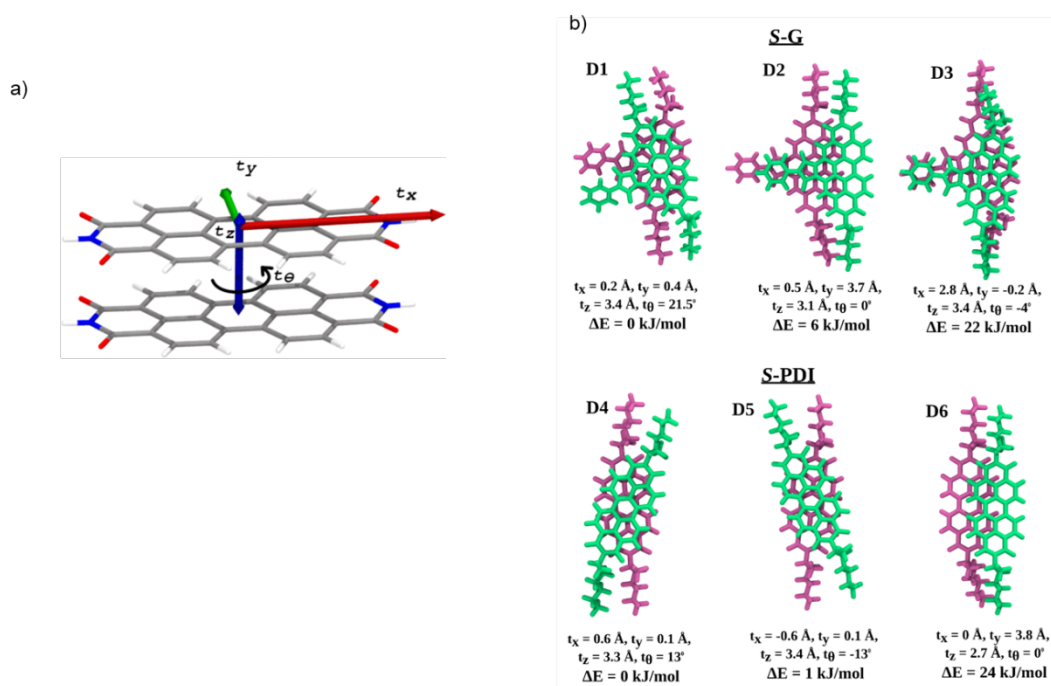 a)
t_y
t_x
t_z
t_θ
b)
S-G
D1
D2
D3
t_x = 0.2 Å, t_y = 0.4 Å,
t_z = 3.4 Å, t_θ = 21.5°
ΔE = 0 kJ/mol
t_x = 0.5 Å, t_y = 3.7 Å,
t_z = 3.1 Å, t_θ = 0°
ΔE = 6 kJ/mol
t_x = 2.8 Å, t_y = -0.2 Å,
t_z = 3.4 Å, t_θ = -4°
ΔE = 22 kJ/mol
S-PDI
D4
D5
D6
t_x = 0.6 Å, t_y = 0.1 Å,
t_z = 3.3 Å, t_θ = 13°
ΔE = 0 kJ/mol
t_x = -0.6 Å, t_y = 0.1 Å,
t_z = 3.4 Å, t_θ = -13°
ΔE = 1 kJ/mol
t_x = 0 Å, t_y = 3.8 Å,
t_z = 2.7 Å, t_θ = 0°
ΔE = 24 kJ/mol